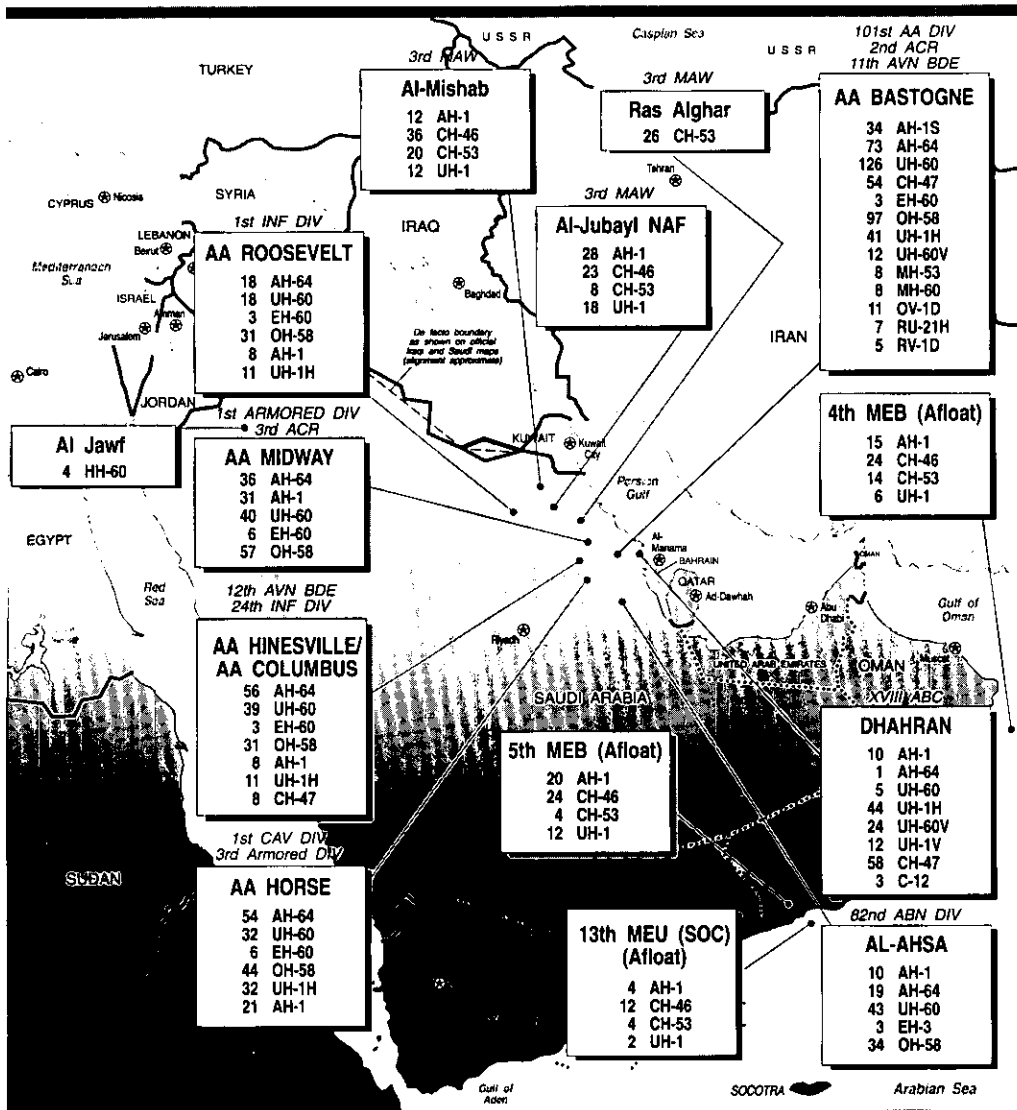 USSR
Caspian Sea
USSR
TURKEY
CYPRUS
Nicosia
SYRIA
LEBANON
Beirut
Mediterranean
Sea
ISRAEL
Amman
Jerusalem
Cairo
JORDAN
IRAQ
Baghdad
Tehran
IRAN
De facto boundary
as shown on official
Iraq and Saudi maps
(alignment approximate)
KUWAIT
Kuwait
City
Persian
Gulf
Al-
Manama
BAHRAIN
QATAR
Ad-Dawhah
OMAN
Abu
Dhabi
Gulf of
Oman
Muscat
UNITED ARAB EMIRATES
OMAN
Riyadh
SAUDI ARABIA
EGYPT
Red
Sea
SUDAN
Gulf of
Aden
SOCOTRA
Arabian Sea
3rd MAW
Al-Mishab
12 AH-1
36 CH-46
20 CH-53
12 UH-1
3rd MAW
Ras Alghar
26 CH-53
101st AA DIV
2nd ACR
11th AVN BDE
AA BASTOGNE
34 AH-1S
73 AH-64
126 UH-60
54 CH-47
3 EH-60
97 OH-58
41 UH-1H
12 UH-60V
8 MH-53
8 MH-60
11 OV-1D
7 RU-21H
5 RV-1D
3rd MAW
Al-Jubayl NAF
28 AH-1
23 CH-46
8 CH-53
18 UH-1
1st INF DIV
AA ROOSEVELT
18 AH-64
18 UH-60
3 EH-60
31 OH-58
8 AH-1
11 UH-1H
Al Jawf
4 HH-60
1st ARMORED DIV
3rd ACR
AA MIDWAY
36 AH-64
31 AH-1
40 UH-60
6 EH-60
57 OH-58
4th MEB (Afloat)
15 AH-1
24 CH-46
14 CH-53
6 UH-1
12th AVN BDE
24th INF DIV
AA HINESVILLE/
AA COLUMBUS
56 AH-64
39 UH-60
3 EH-60
31 OH-58
8 AH-1
11 UH-1H
8 CH-47
XVIII ABC
DHAHRAN
10 AH-1
1 AH-64
5 UH-60
44 UH-1H
24 UH-60V
12 UH-1V
58 CH-47
3 C-12
5th MEB (Afloat)
20 AH-1
24 CH-46
4 CH-53
12 UH-1
1st CAV DIV
3rd Armored DIV
AA HORSE
54 AH-64
32 UH-60
6 EH-60
44 OH-58
32 UH-1H
21 AH-1
13th MEU (SOC)
(Afloat)
4 AH-1
12 CH-46
4 CH-53
2 UH-1
82nd ABN DIV
AL-AHSA
10 AH-1
19 AH-64
43 UH-60
3 EH-3
34 OH-58